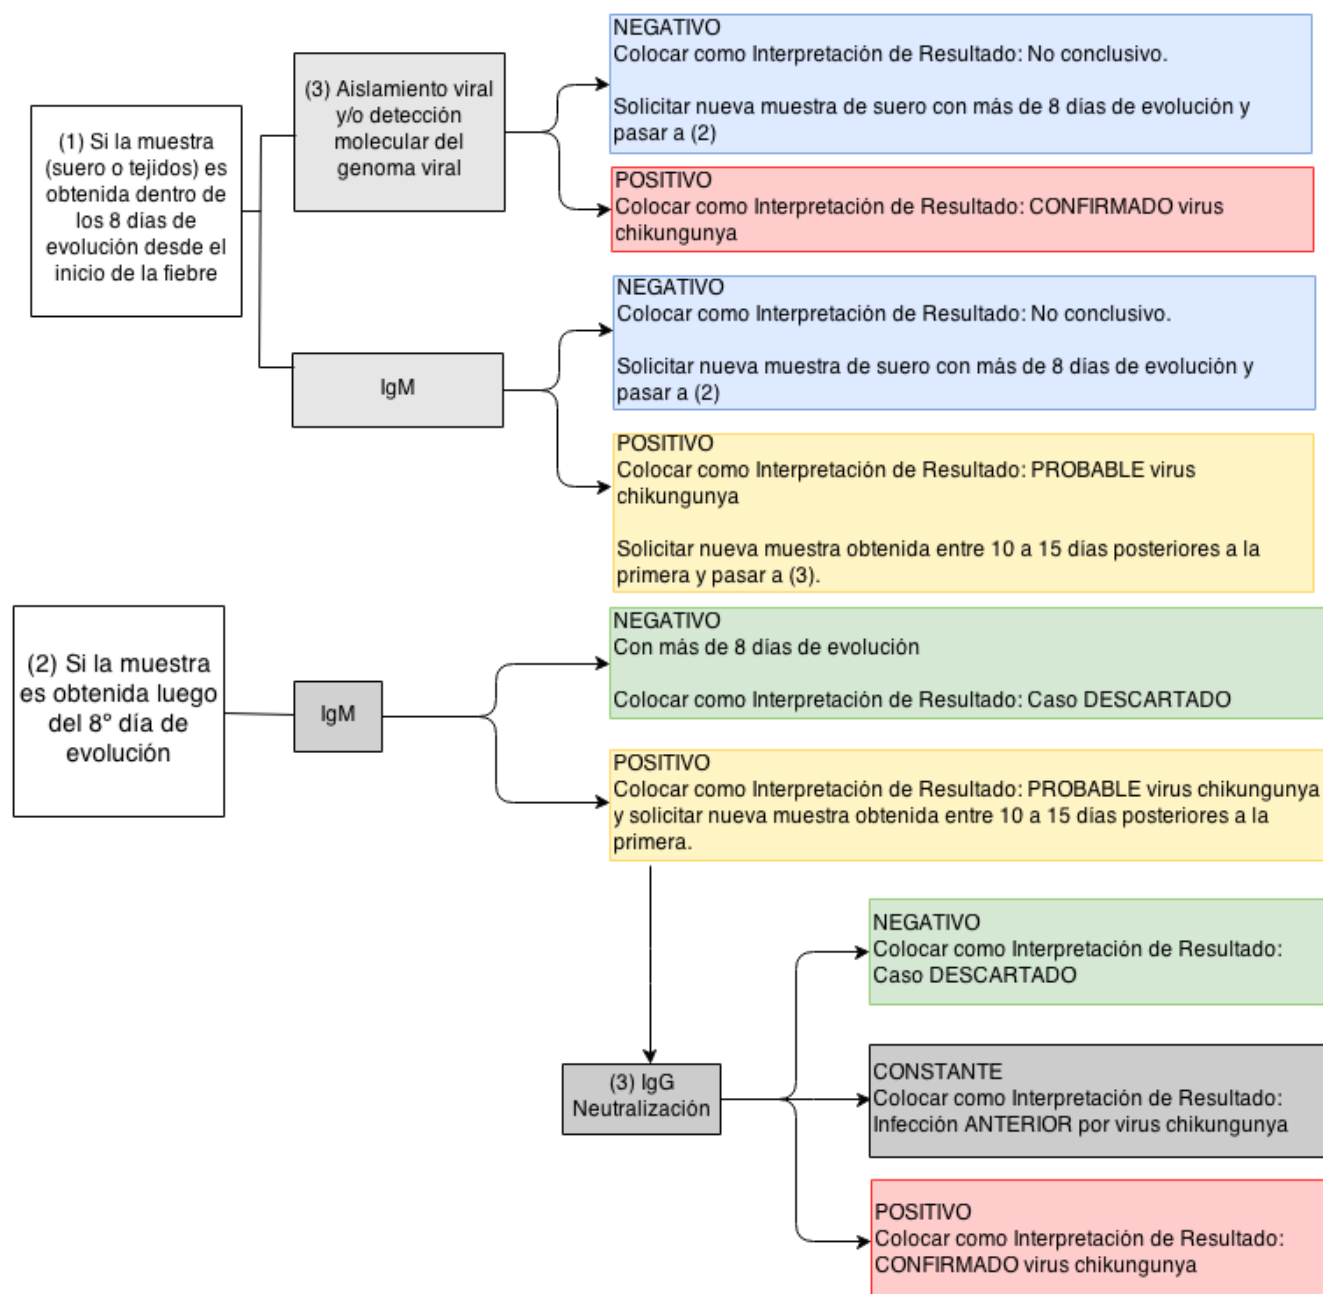 (1) Si la muestra
(suero o tejidos) es
obtenida dentro de
los 8 días de
evolución desde el
inicio de la fiebre
(3) Aislamiento viral
y/o detección
molecular del
genoma viral
NEGATIVO
Colocar como Interpretación de Resultado: No conclusivo.
Solicitar nueva muestra de suero con más de 8 días de evolución y
pasar a (2)
POSITIVO
Colocar como Interpretación de Resultado: CONFIRMADO virus
chikungunya
IgM
NEGATIVO
Colocar como Interpretación de Resultado: No conclusivo.
Solicitar nueva muestra de suero con más de 8 días de evolución y
pasar a (2)
POSITIVO
Colocar como Interpretación de Resultado: PROBABLE virus
chikungunya
Solicitar nueva muestra obtenida entre 10 a 15 días posteriores a la
primera y pasar a (3).
(2) Si la muestra
es obtenida luego
del 8° día de
evolución
IgM
NEGATIVO
Con más de 8 días de evolución
Colocar como Interpretación de Resultado: Caso DESCARTADO
POSITIVO
Colocar como Interpretación de Resultado: PROBABLE virus chikungunya
y solicitar nueva muestra obtenida entre 10 a 15 días posteriores a la
primera.
(3) IgG
Neutralización
NEGATIVO
Colocar como Interpretación de Resultado:
Caso DESCARTADO
CONSTANTE
Colocar como Interpretación de Resultado:
Infección ANTERIOR por virus chikungunya
POSITIVO
Colocar como Interpretación de Resultado:
CONFIRMADO virus chikungunya